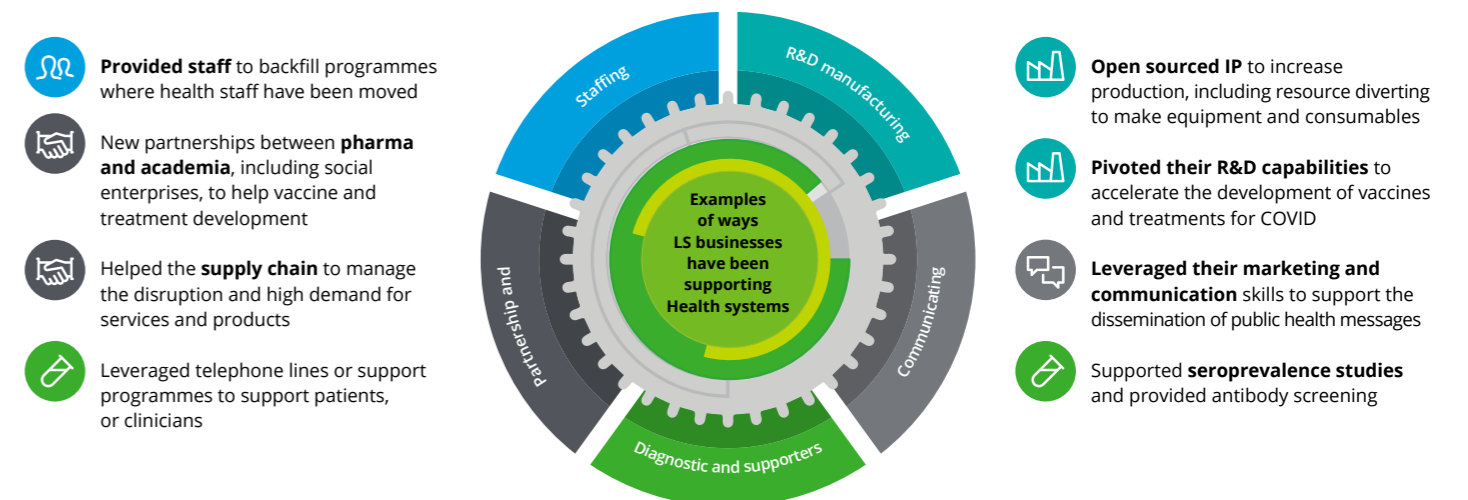 Provided staff to backfill programmes
where health staff have been moved
New partnerships between pharma
and academia, including social
enterprises, to help vaccine and
treatment development
Helped the supply chain to manage
the disruption and high demand for
services and products
Leveraged telephone lines or support
programmes to support patients,
or clinicians
Staffing
R&D manufacturing
Partnership and
Communicating
Diagnostic and supporters
Examples
of ways
LS businesses
have been
supporting
Health systems
Open sourced IP to increase
production, including resource diverting
to make equipment and consumables
Pivoted their R&D capabilities to
accelerate the development of vaccines
and treatments for COVID
Leveraged their marketing and
communication skills to support the
dissemination of public health messages
Supported seroprevalence studies
and provided antibody screening